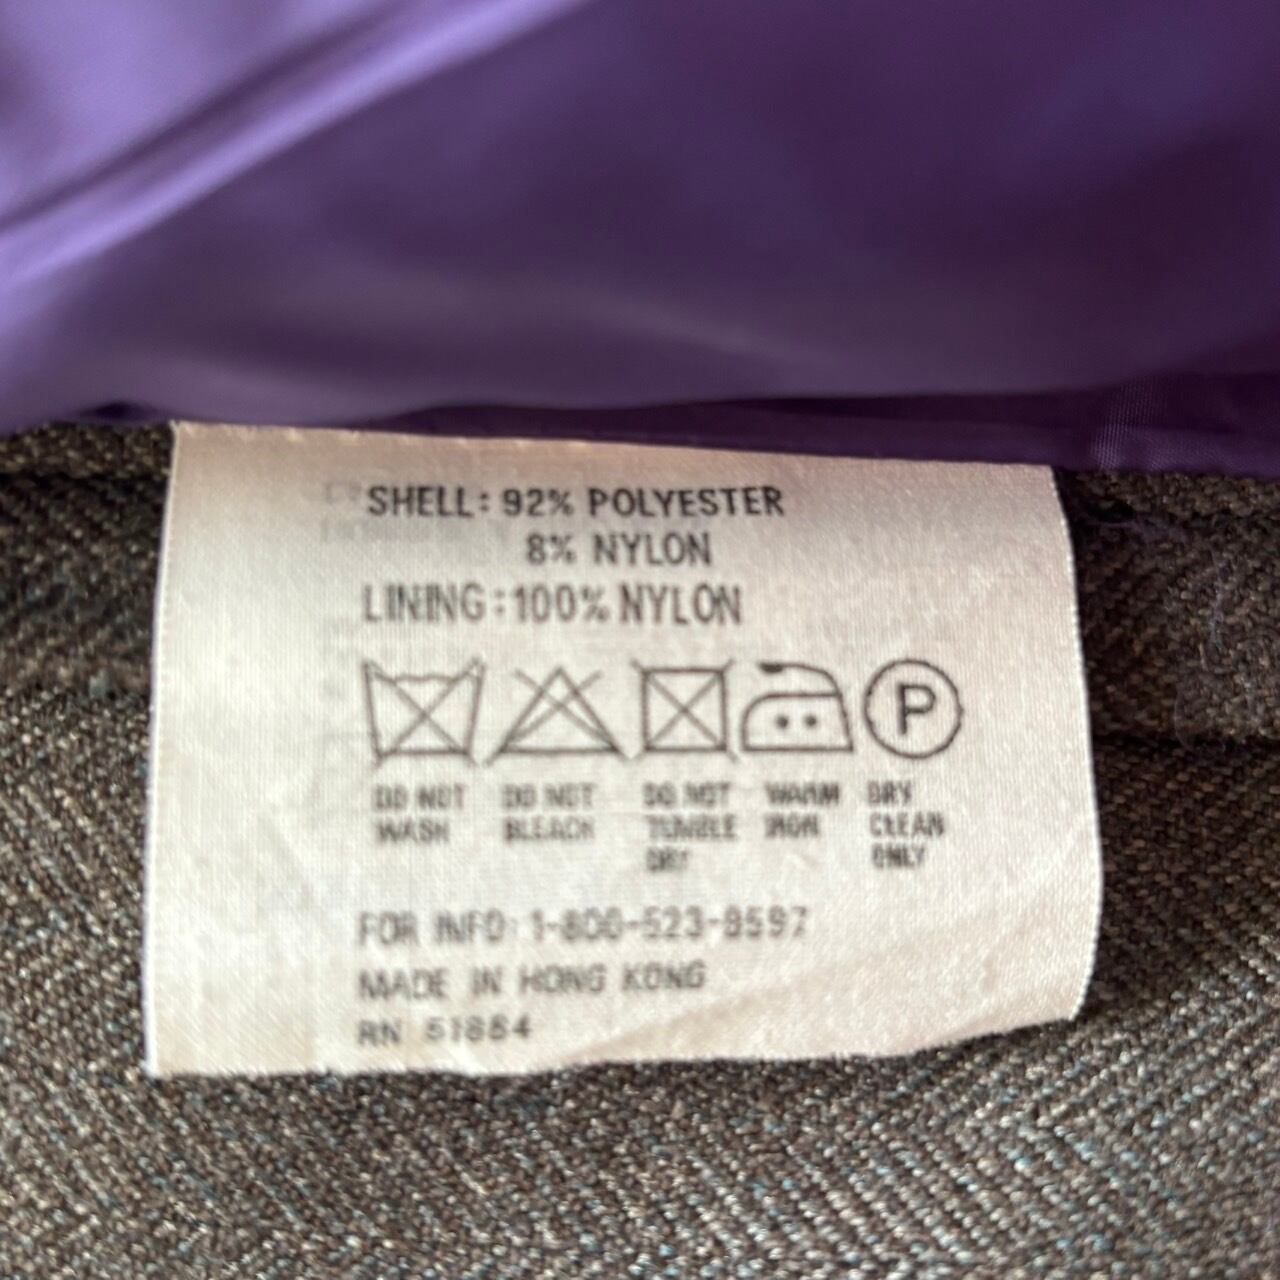 SHELL: 92% POLYESTER
8% NYLON
LINING: 100% NYLON
P
DO NOT WASH
DO NOT BLEACH
DO NOT TUMBLE DRY
WARM IRON
DRY CLEAN ONLY
FOR INFO: 1-800-523-8597
MADE IN HONG KONG
RN 51884